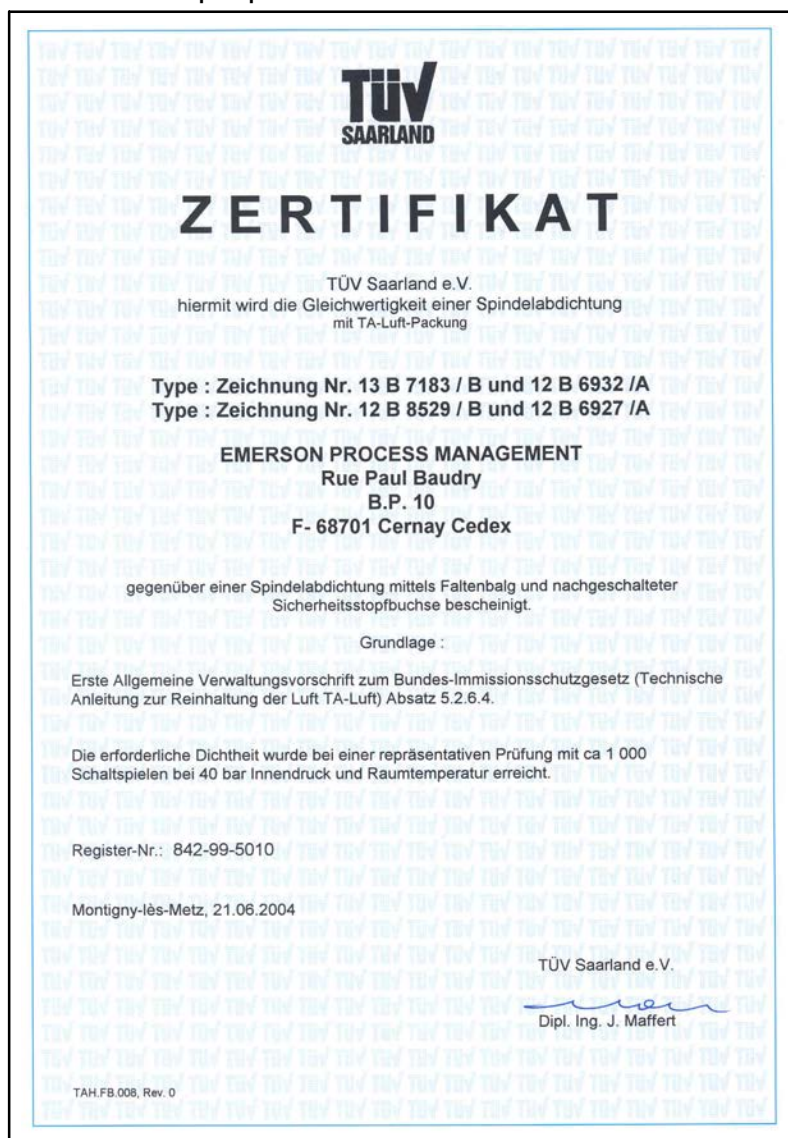 TÜV
SAARLAND
ZERTIFIKAT
TÜV Saarland e.V.
hiermit wird die Gleichwertigkeit einer Spindelabdichtung
mit TA-Luft-Packung
Type : Zeichnung Nr. 13 B 7183 / B und 12 B 6932 /A
Type : Zeichnung Nr. 12 B 8529 / B und 12 B 6927 /A
EMERSON PROCESS MANAGEMENT
Rue Paul Baudry
B.P. 10
F- 68701 Cernay Cedex
gegenüber einer Spindelabdichtung mittels Faltenbalg und nachgeschalteter
Sicherheitsstopfbuchse bescheinigt.
Grundlage :
Erste Allgemeine Verwaltungsvorschrift zum Bundes-Immissionsschutzgesetz (Technische
Anleitung zur Reinhaltung der Luft TA-Luft) Absatz 5.2.6.4.
Die erforderliche Dichtheit wurde bei einer repräsentativen Prüfung mit ca 1 000
Schaltspielen bei 40 bar Innendruck und Raumtemperatur erreicht.
Register-Nr.: 842-99-5010
Montigny-lès-Metz, 21.06.2004
TÜV Saarland e.V.
Dipl. Ing. J. Maffert
TAH.FB.008, Rev. 0